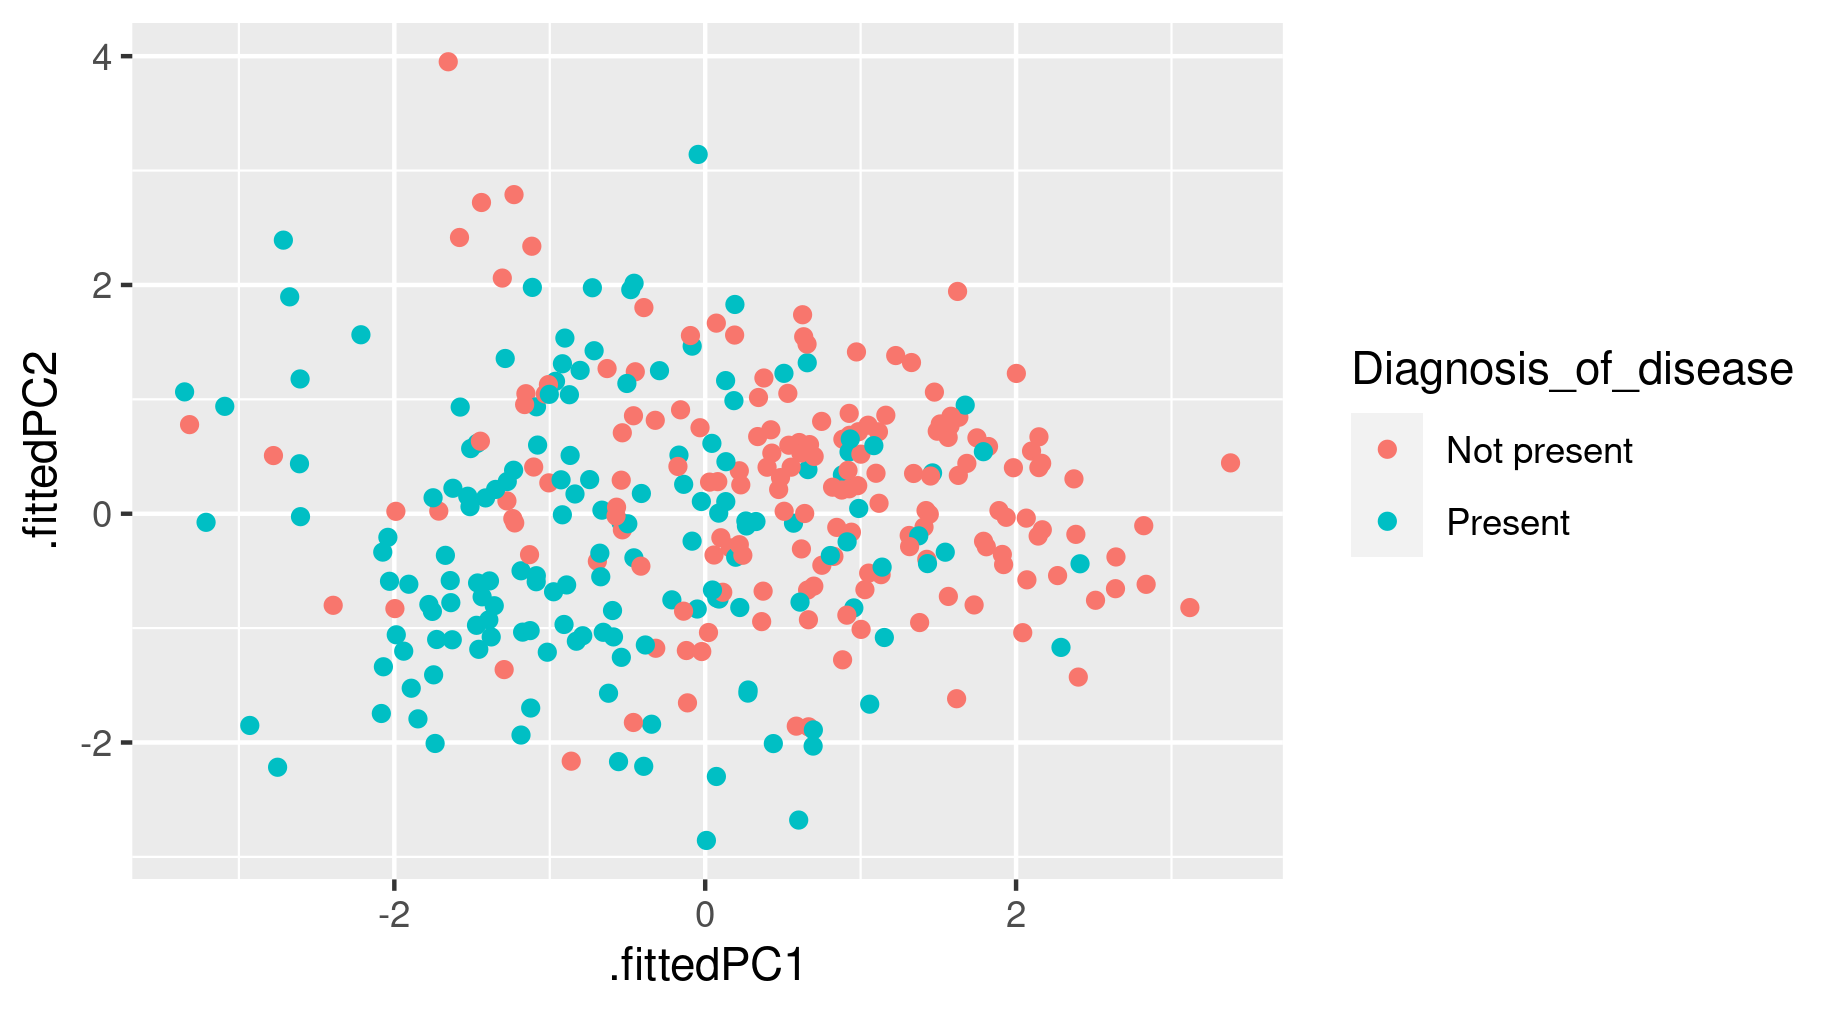 4
2
0
-2
.fittedPC2
-2
0
2
.fittedPC1
Diagnosis_of_disease
Not present
Present